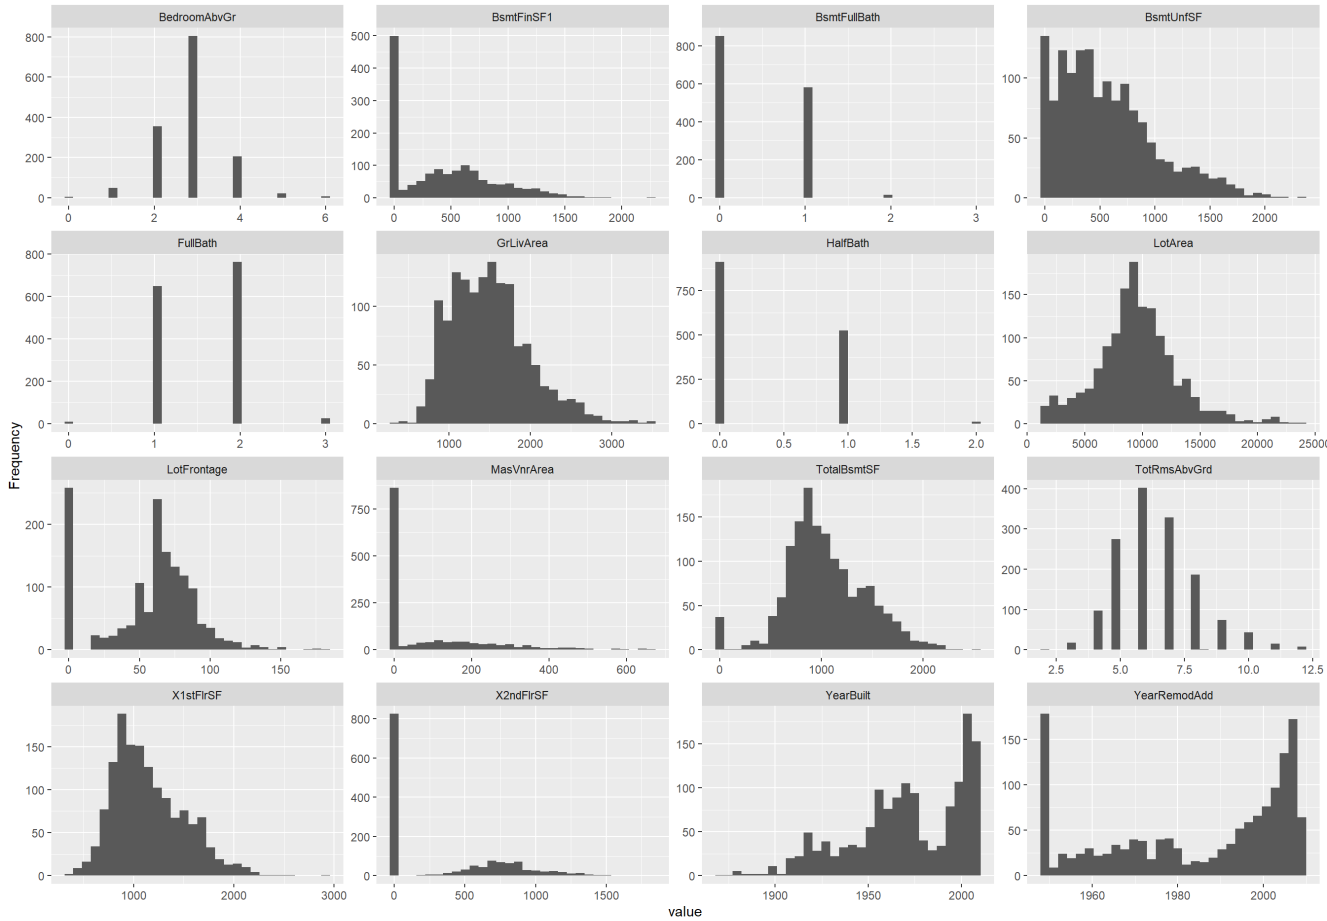 BedroomAbvGr BsmtFinSF1 BsmtFullBath BsmtUnfSF
800 600 400 200 0
0 2 4 6
500 400 300 200 100 0
0 500 1000 1500 2000
800 600 400 200 0
0 1 2 3
100 50 0
0 500 1000 1500 2000
FullBath GrLivArea HalfBath LotArea
800 600 400 200 0
0 1 2 3
100 50 0
1000 2000 3000
750 500 250 0
0.0 0.5 1.0 1.5 2.0
150 100 50 0
0 5000 10000 15000 20000 25000
Frequency
LotFrontage MasVnrArea TotalBsmtSF TotRmsAbvGrd
200 100 0
0 50 100 150
750 500 250 0
0 200 400 600
150 100 50 0
0 1000 2000
400 300 200 100 0
2.5 5.0 7.5 10.0 12.5
X1stFlrSF X2ndFlrSF YearBuilt YearRemodAdd
150 100 50 0
1000 2000 3000
800 600 400 200 0
0 500 1000 1500
150 100 50 0
1900 1950 2000
150 100 50 0
1960 1980 2000
value